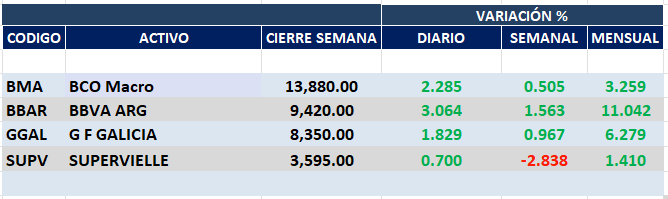 VARIACIÓN %
CODIGO ACTIVO CIERRE SEMANA DIARIO SEMANAL MENSUAL
BMA BCO Macro 13,880.00 2.285 0.505 3.259
BBAR BBVA ARG 9,420.00 3.064 1.563 11.042
GGAL G F GALICIA 8,350.00 1.829 0.967 6.279
SUPV SUPERVIELLE 3,595.00 0.700 -2.838 1.410